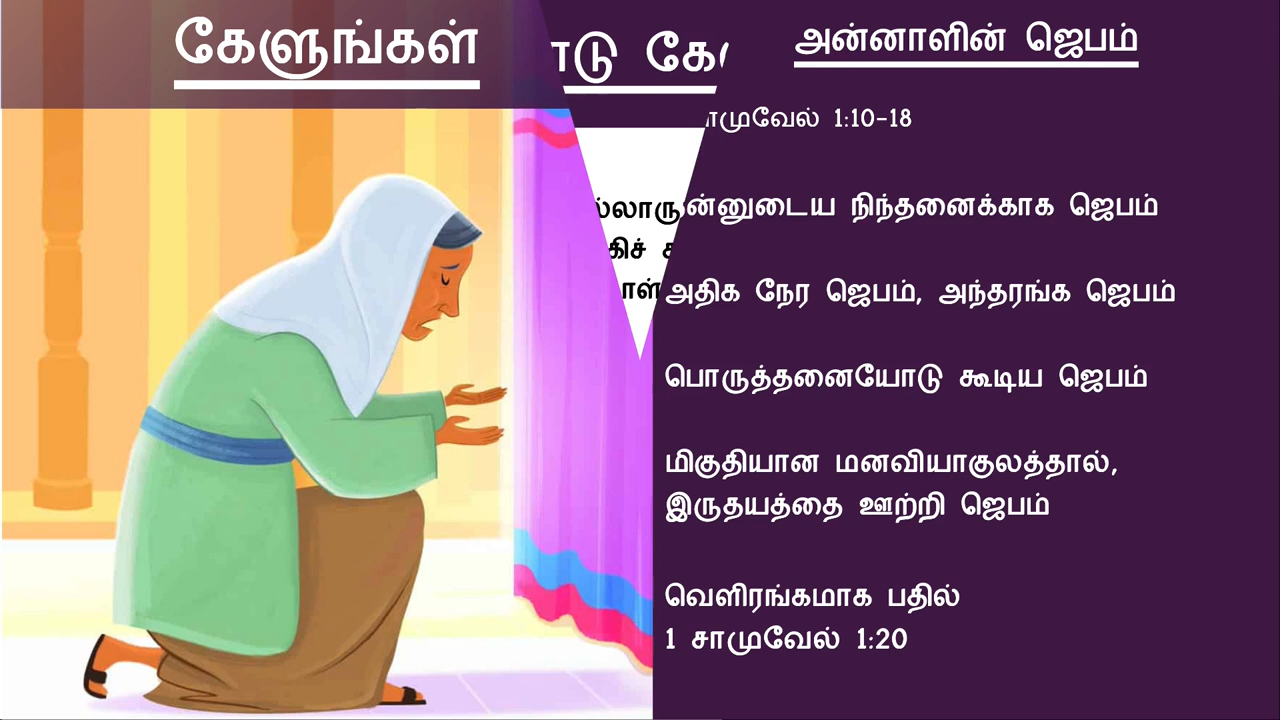 கேளுங்கள்
அன்னாளின் ஜெபம்
1:10-18
நிந்தனைக்காக ஜெபம்
அதிக நேர ஜெபம், அந்தரங்க ஜெபம்
பொருத்தனையோடு கூடிய ஜெபம்
மிகுதியான மனவியாகுலத்தால்,
இருதயத்தை ஊற்றி ஜெபம்
வெளிரங்கமாக பதில்
1 சாமுவேல் 1:20